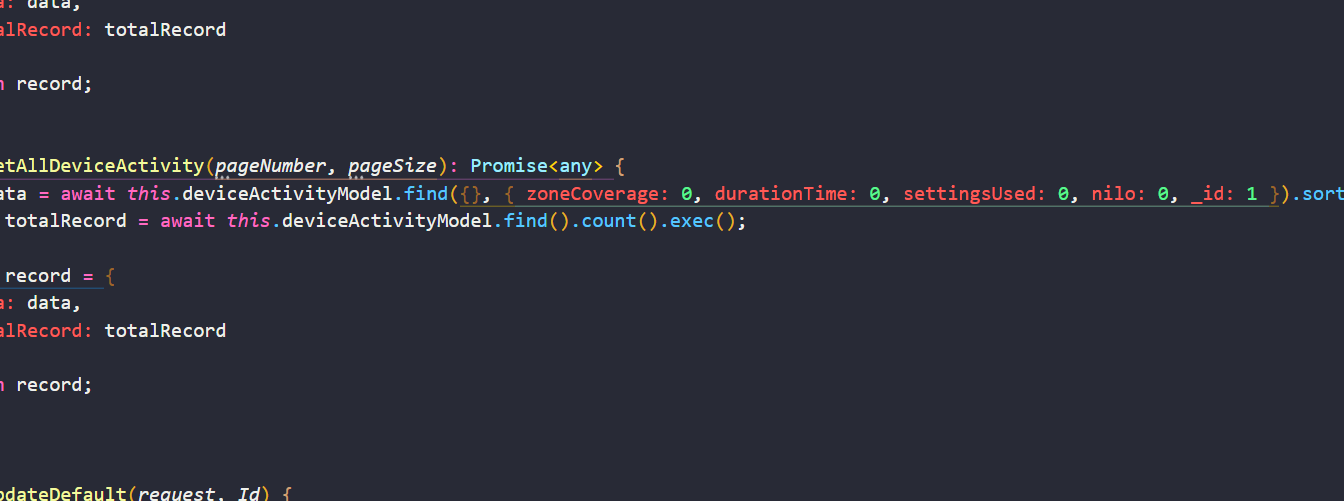 a: data,
alRecord: totalRecord
n record;
etAllDeviceActivity(pageNumber, pageSize): Promise<any> {
ata = await this.deviceActivityModel.find({}, { zoneCoverage: 0, durationTime: 0, settingsUsed: 0, nilo: 0, _id: 1 }).sort
totalRecord = await this.deviceActivityModel.find().count().exec();
record = {
a: data,
alRecord: totalRecord
n record;
pdateDefault(request, Id) {